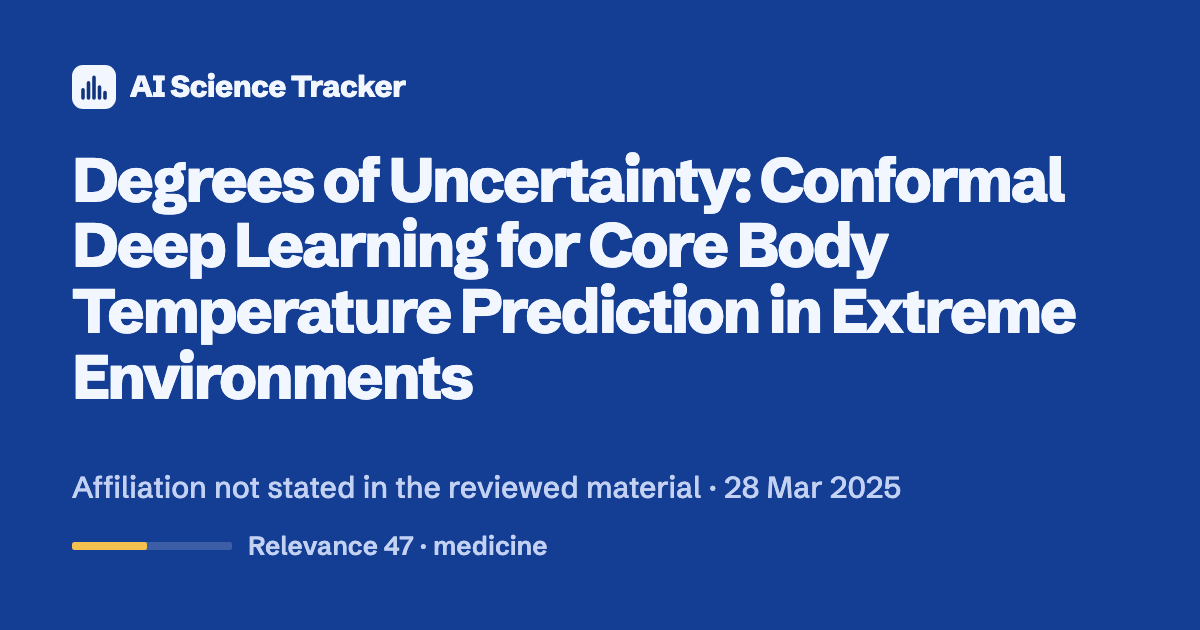 AI Science Tracker
Degrees of Uncertainty: Conformal
Deep Learning for Core Body
Temperature Prediction in Extreme
Environments
Affiliation not stated in the reviewed material · 28 Mar 2025
Relevance 47 · medicine